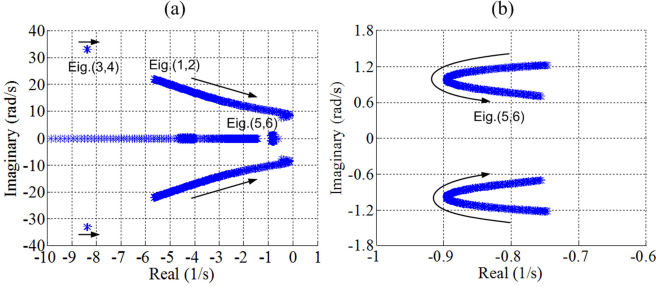 (a)
40
30
20
10
0
-10
-20
-30
-40
Imaginary (rad/s)
Eig.(3,4)
Eig.(1,2)
Eig.(5,6)
-10 -9 -8 -7 -6 -5 -4 -3 -2 -1 0 1
Real (1/s)
(b)
1.8
1.2
0.6
0
-0.6
-1.2
-1.8
Imaginary (rad/s)
Eig.(5,6)
-1 -0.9 -0.8 -0.7 -0.6
Real (1/s)